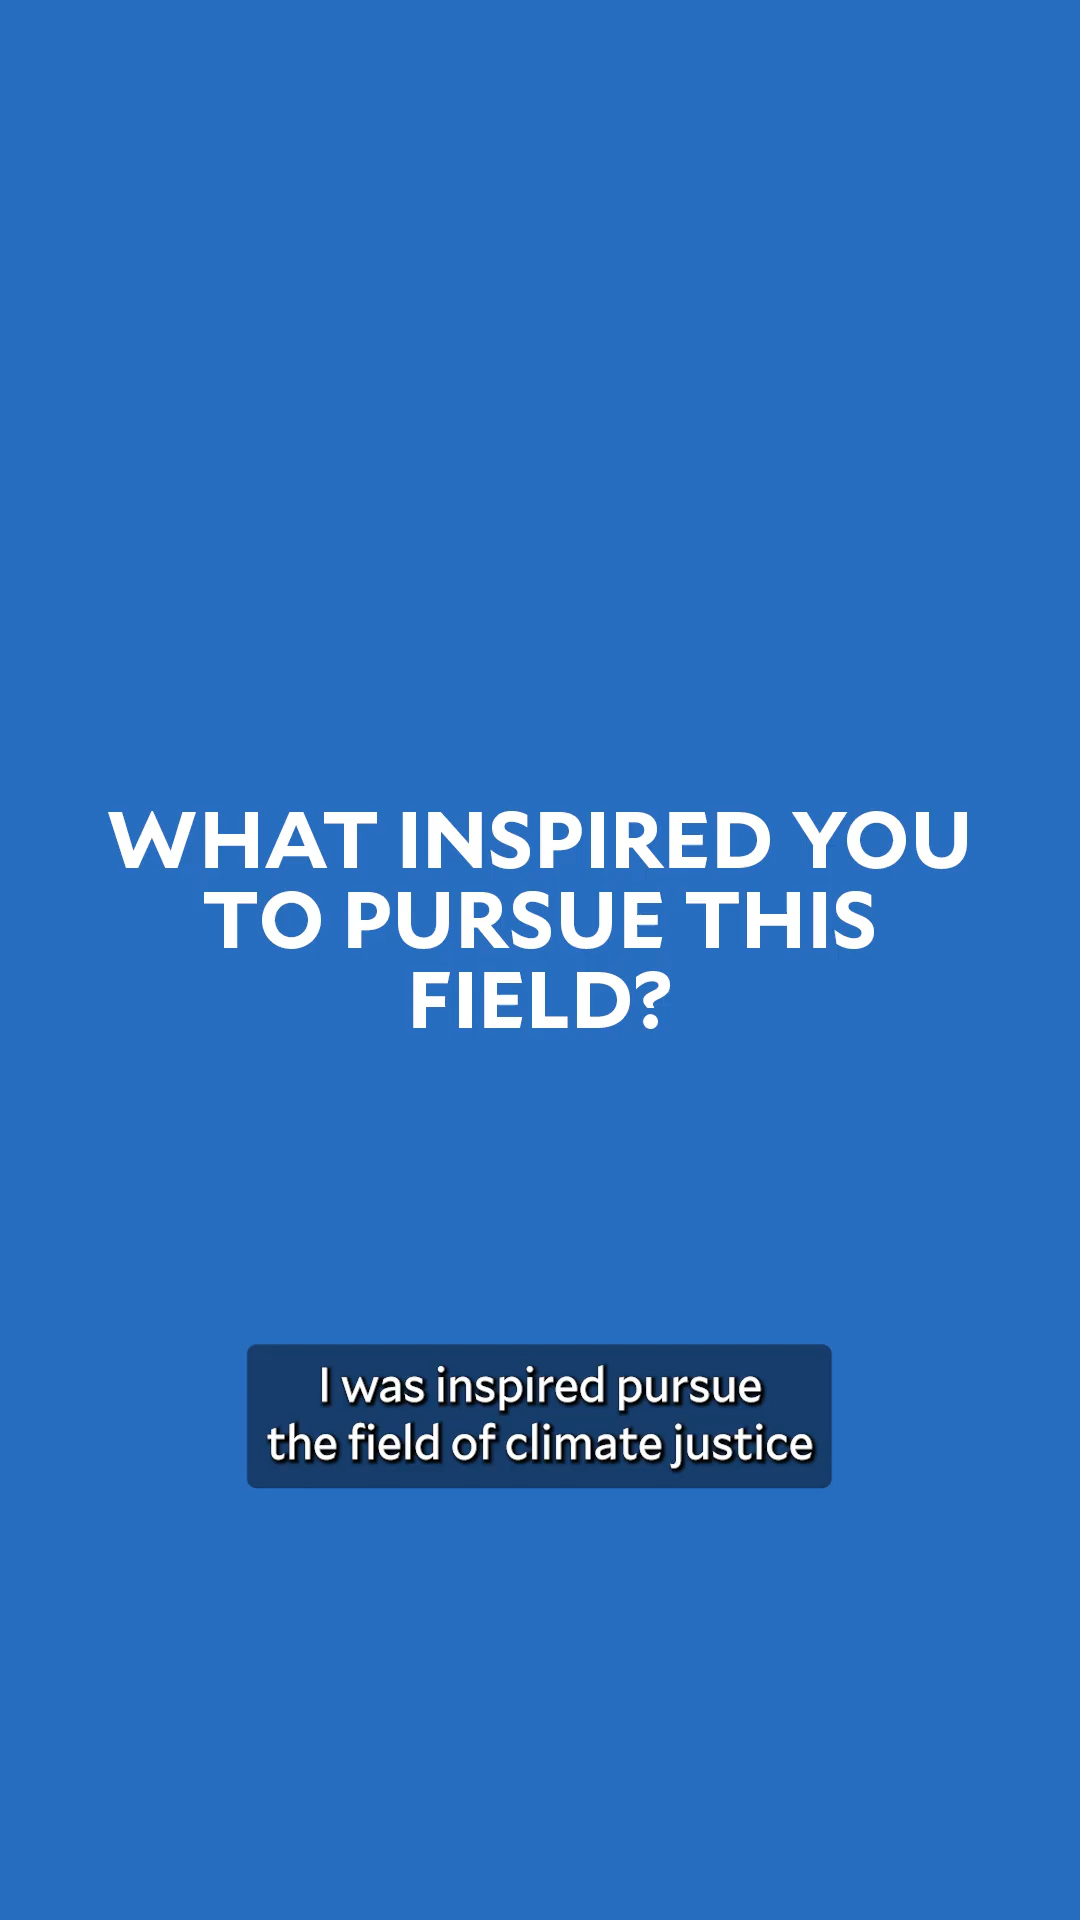 WHAT INSPIRED YOU
TO PURSUE THIS
FIELD?
I was inspired pursue
the field of climate justice